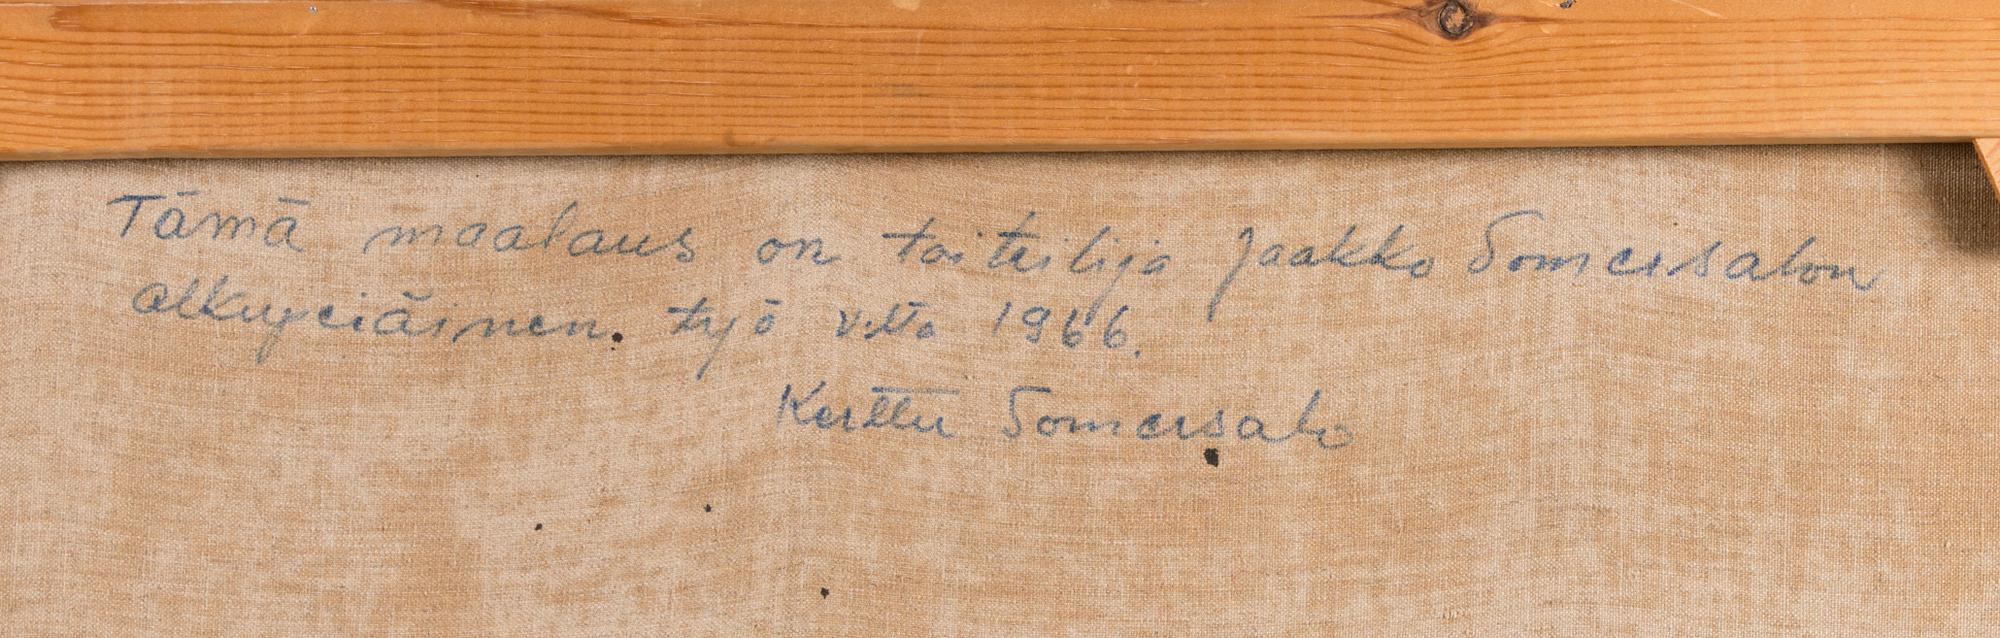 Tämä maalaus on taiteilija Jaakko Somersalon
alkuperäinen. työ v:lta 1966.
Kerttu Somersalo